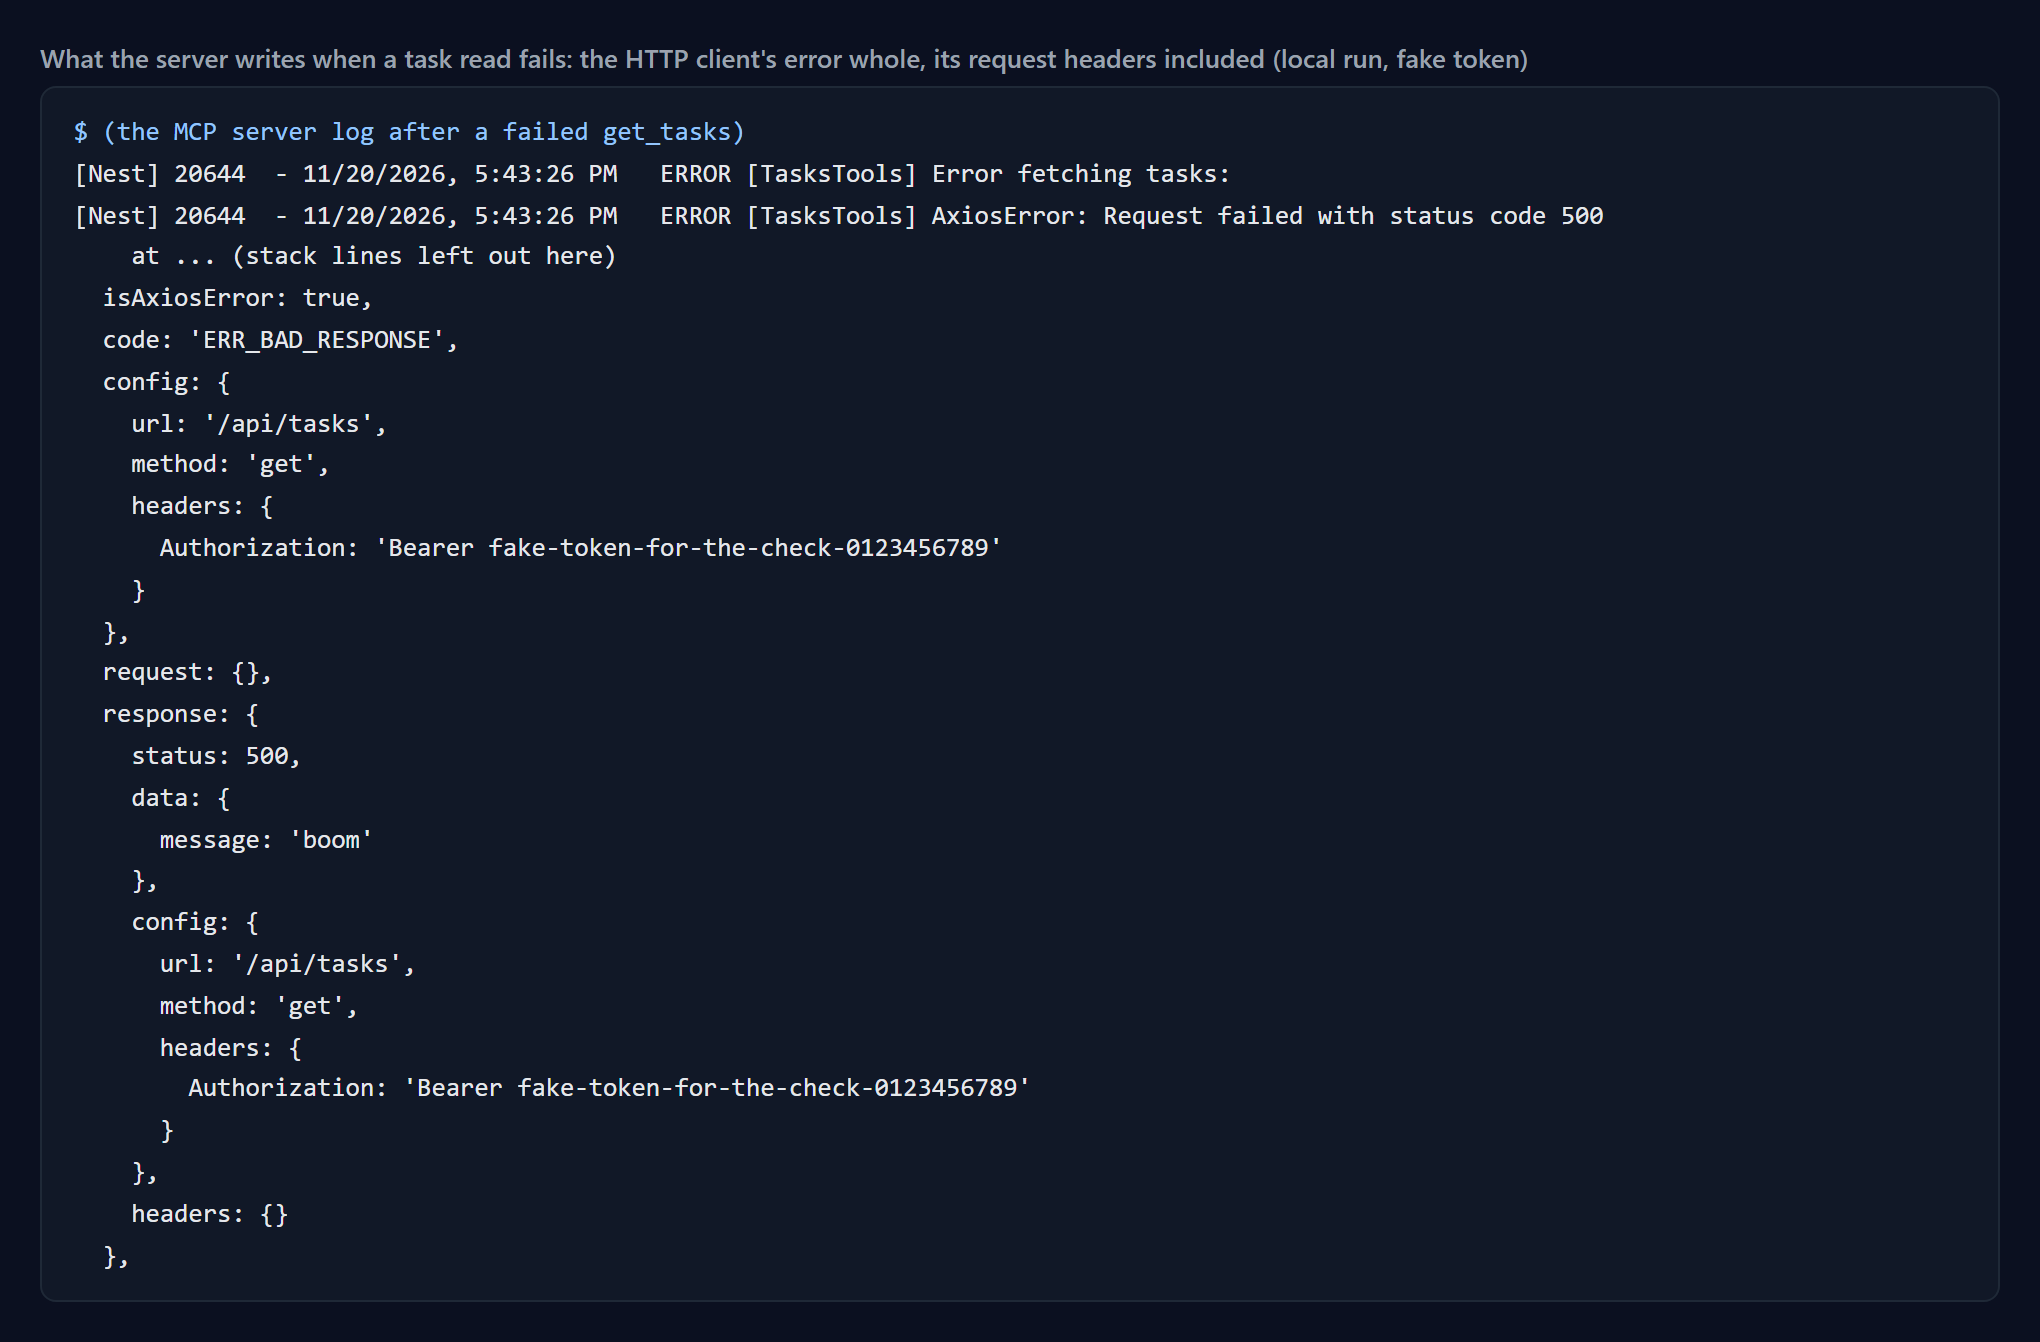 What the server writes when a task read fails: the HTTP client's error whole, its request headers included (local run, fake token)
$ (the MCP server log after a failed get_tasks)
[Nest] 20644  - 11/20/2026, 5:43:26 PM   ERROR [TasksTools] Error fetching tasks:
[Nest] 20644  - 11/20/2026, 5:43:26 PM   ERROR [TasksTools] AxiosError: Request failed with status code 500
    at ... (stack lines left out here)
  isAxiosError: true,
  code: 'ERR_BAD_RESPONSE',
  config: {
    url: '/api/tasks',
    method: 'get',
    headers: {
      Authorization: 'Bearer fake-token-for-the-check-0123456789'
    }
  },
  request: {},
  response: {
    status: 500,
    data: {
      message: 'boom'
    },
    config: {
      url: '/api/tasks',
      method: 'get',
      headers: {
        Authorization: 'Bearer fake-token-for-the-check-0123456789'
      }
    },
    headers: {}
  },